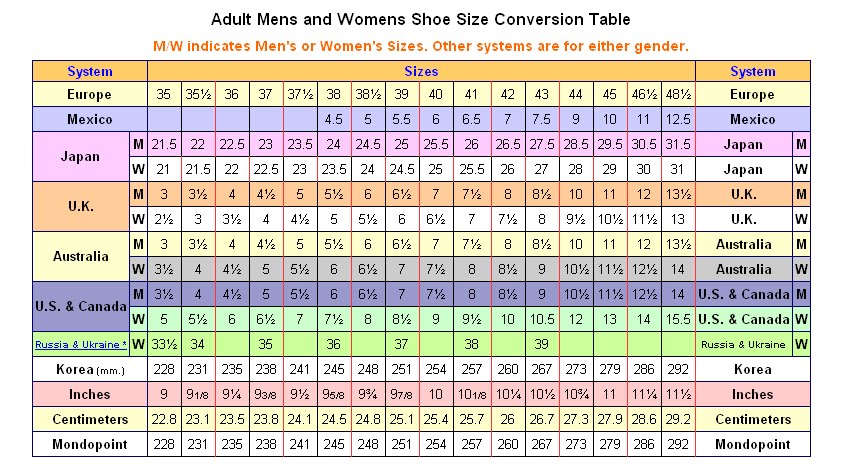 Adult Mens and Womens Shoe Size Conversion Table
M/W indicates Men's or Women's Sizes. Other systems are for either gender.
System Sizes System
Europe 35 35½ 36 37 37½ 38 38½ 39 40 41 42 43 44 45 46½ 48½ Europe
Mexico 4.5 5 5.5 6 6.5 7 7.5 9 10 11 12.5 Mexico
Japan M 21.5 22 22.5 23 23.5 24 24.5 25 25.5 26 26.5 27.5 28.5 29.5 30.5 31.5 Japan M
W 21 21.5 22 22.5 23 23.5 24 24.5 25 25.5 26 27 28 29 30 31 Japan W
U.K. M 3 3½ 4 4½ 5 5½ 6 6½ 7 7½ 8 8½ 10 11 12 13½ U.K. M
W 2½ 3 3½ 4 4½ 5 5½ 6 6½ 7 7½ 8 9½ 10½ 11½ 13 U.K. W
Australia M 3 3½ 4 4½ 5 5½ 6 6½ 7 7½ 8 8½ 10 11 12 13½ Australia M
W 3½ 4 4½ 5 5½ 6 6½ 7 7½ 8 8½ 9 10½ 11½ 12½ 14 Australia W
U.S. & Canada M 3½ 4 4½ 5 5½ 6 6½ 7 7½ 8 8½ 9 10½ 11½ 12½ 14 U.S. & Canada M
W 5 5½ 6 6½ 7 7½ 8 8½ 9 9½ 10 10.5 12 13 14 15.5 U.S. & Canada W
Russia & Ukraine * W 33½ 34 35 36 37 38 39 Russia & Ukraine W
Korea (mm.) 228 231 235 238 241 245 248 251 254 257 260 267 273 279 286 292 Korea
Inches 9 9 1/8 9¼ 9 3/8 9½ 9 5/8 9¾ 9 7/8 10 10 1/8 10¼ 10½ 10¾ 11 11¼ 11½ Inches
Centimeters 22.8 23.1 23.5 23.8 24.1 24.5 24.8 25.1 25.4 25.7 26 26.7 27.3 27.9 28.6 29.2 Centimeters
Mondopoint 228 231 235 238 241 245 248 251 254 257 260 267 273 279 286 292 Mondopoint